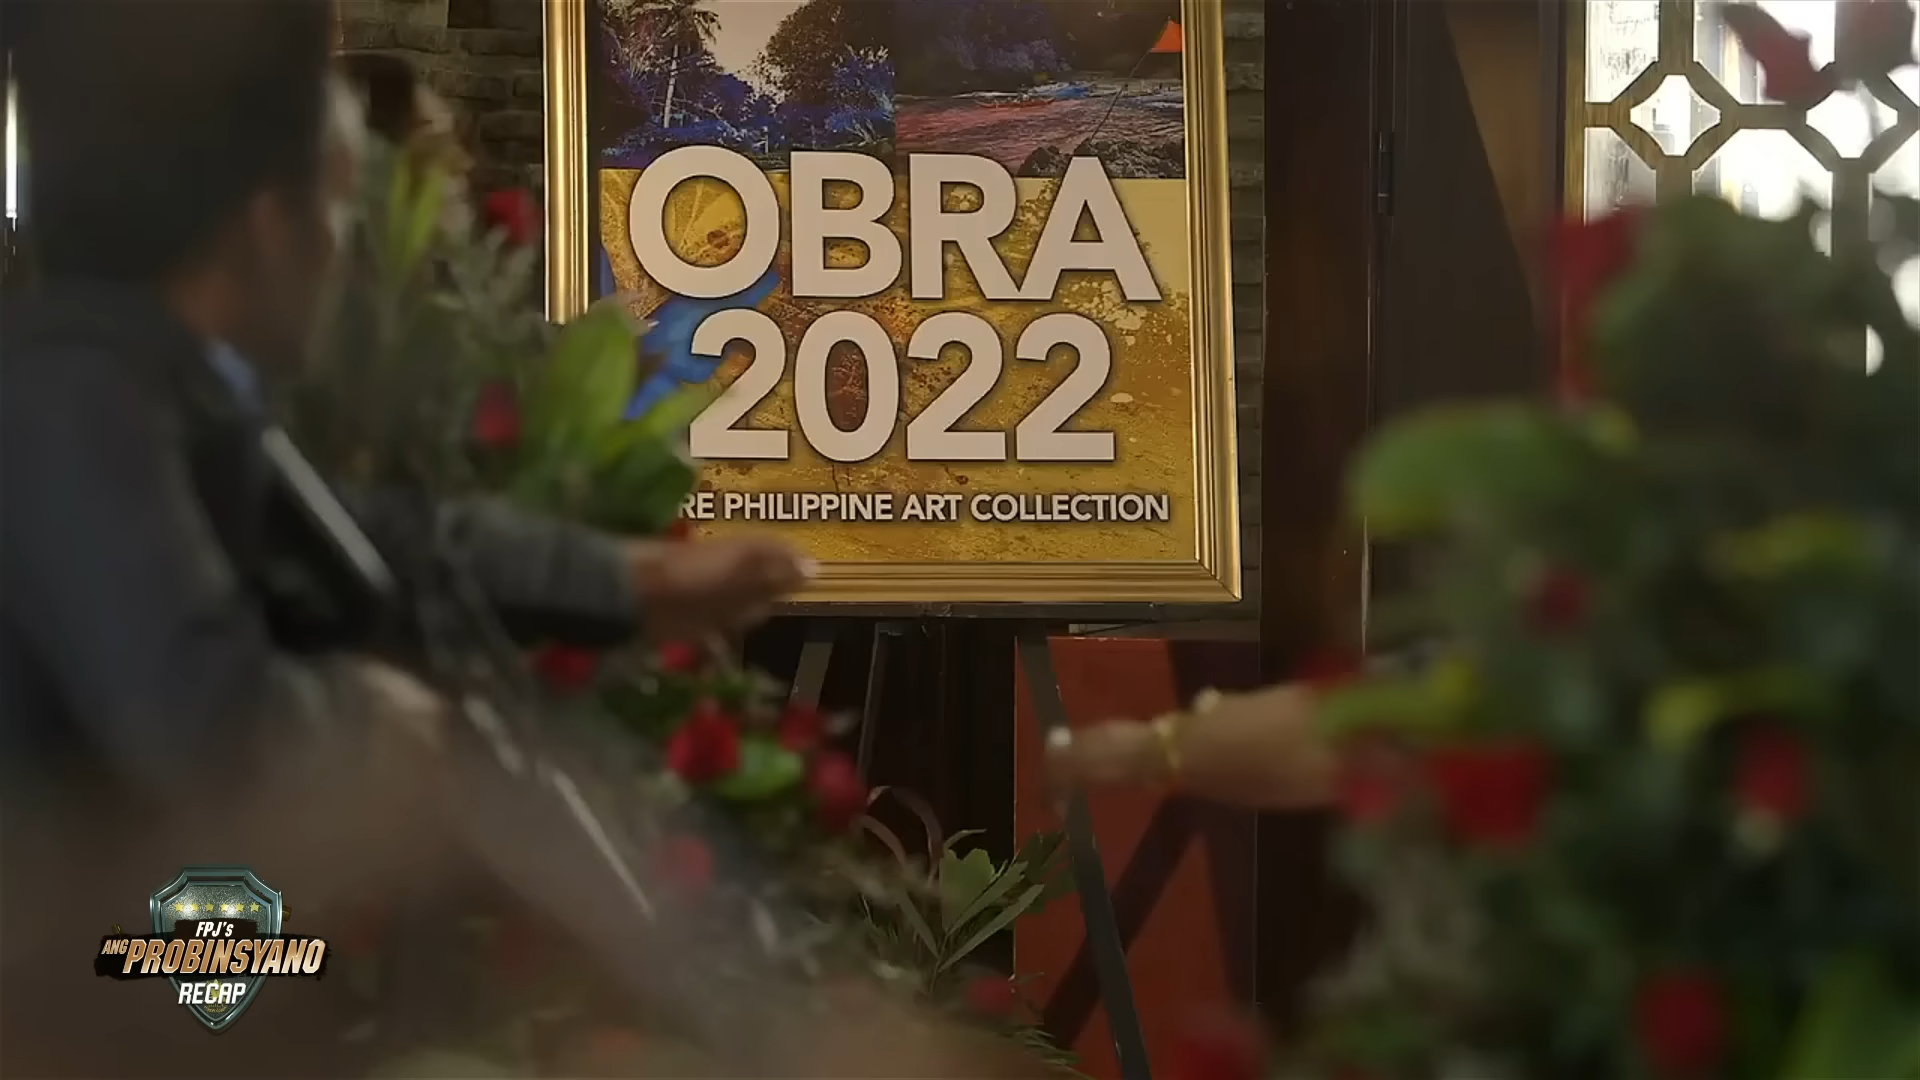 OBRA
2022
PHILIPPINE ART COLLECTION
FPJ's
ANG PROBINSYANO
RECAP